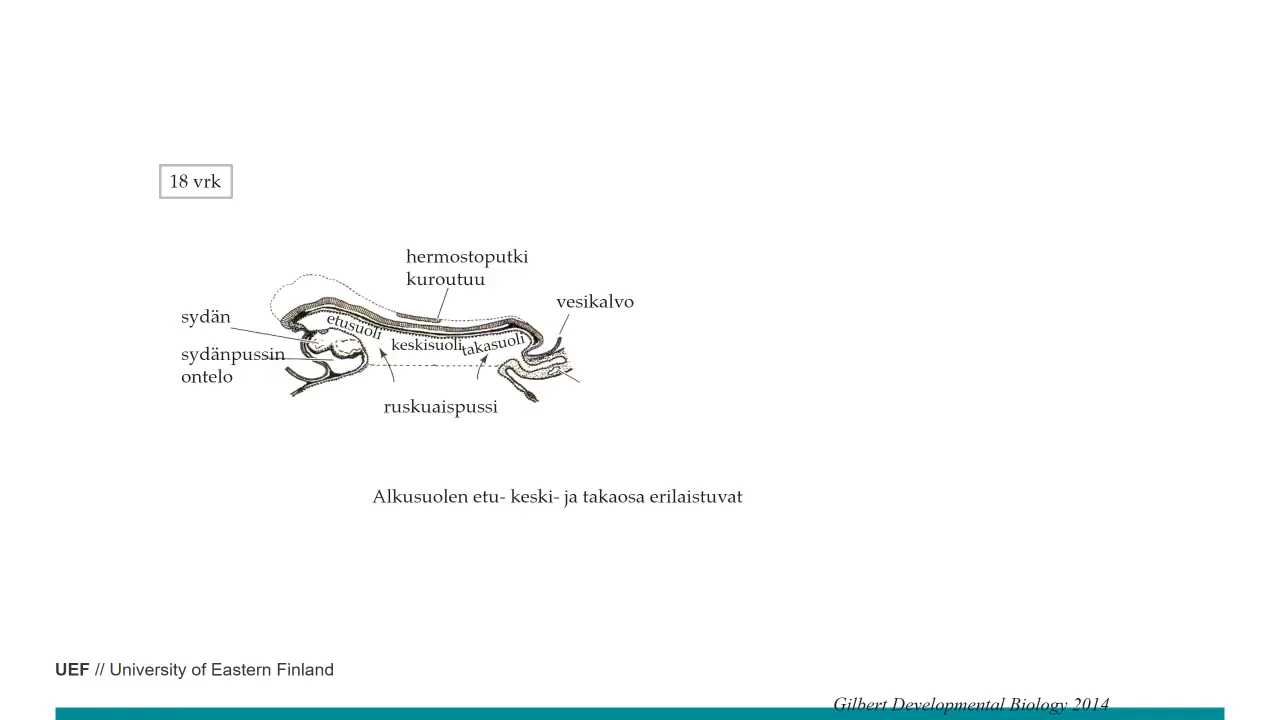 18 vrk
hermostoputki
kuroutuu
vesikalvo
sydän
etusuoli
keskisuoli
takasuoli
sydänpussin
ontelo
ruskuaispussi
Alkusuolen etu- keski- ja takaosa erilaistuvat
UEF // University of Eastern Finland
Gilbert Developmental Biology 2014